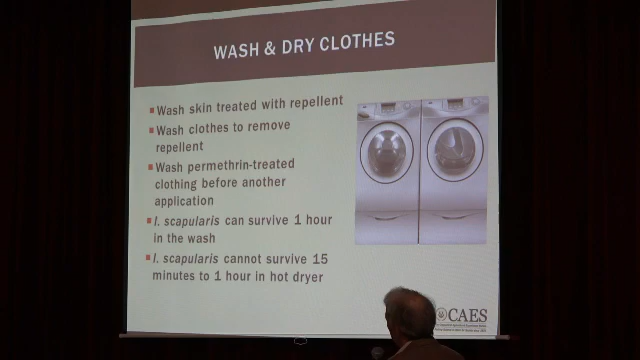 WASH & DRY CLOTHES
Wash skin treated with repellent
Wash clothes to remove
repellent
Wash permethrin-treated
clothing before another
application
I. scapularis can survive 1 hour
in the wash
I. scapularis cannot survive 15
minutes to 1 hour in hot dryer
CAES